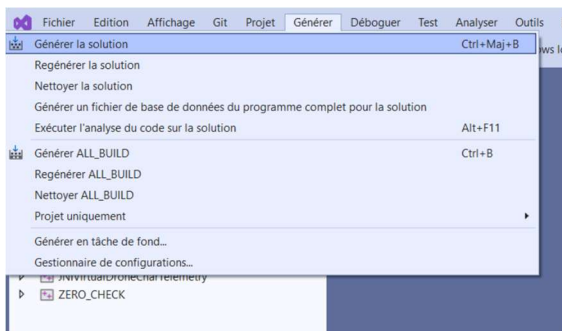 Fichier Edition Affichage Git Projet Générer Déboguer Test Analyser Outils
Générer la solution Ctrl+Maj+B
Regénérer la solution
Nettoyer la solution
Générer un fichier de base de données du programme complet pour la solution
Exécuter l'analyse du code sur la solution Alt+F11
Générer ALL_BUILD Ctrl+B
Regénérer ALL_BUILD
Nettoyer ALL_BUILD
Projet uniquement
Générer en tâche de fond...
Gestionnaire de configurations...
JNIVirtualDroneCharTelemetry
ZERO_CHECK